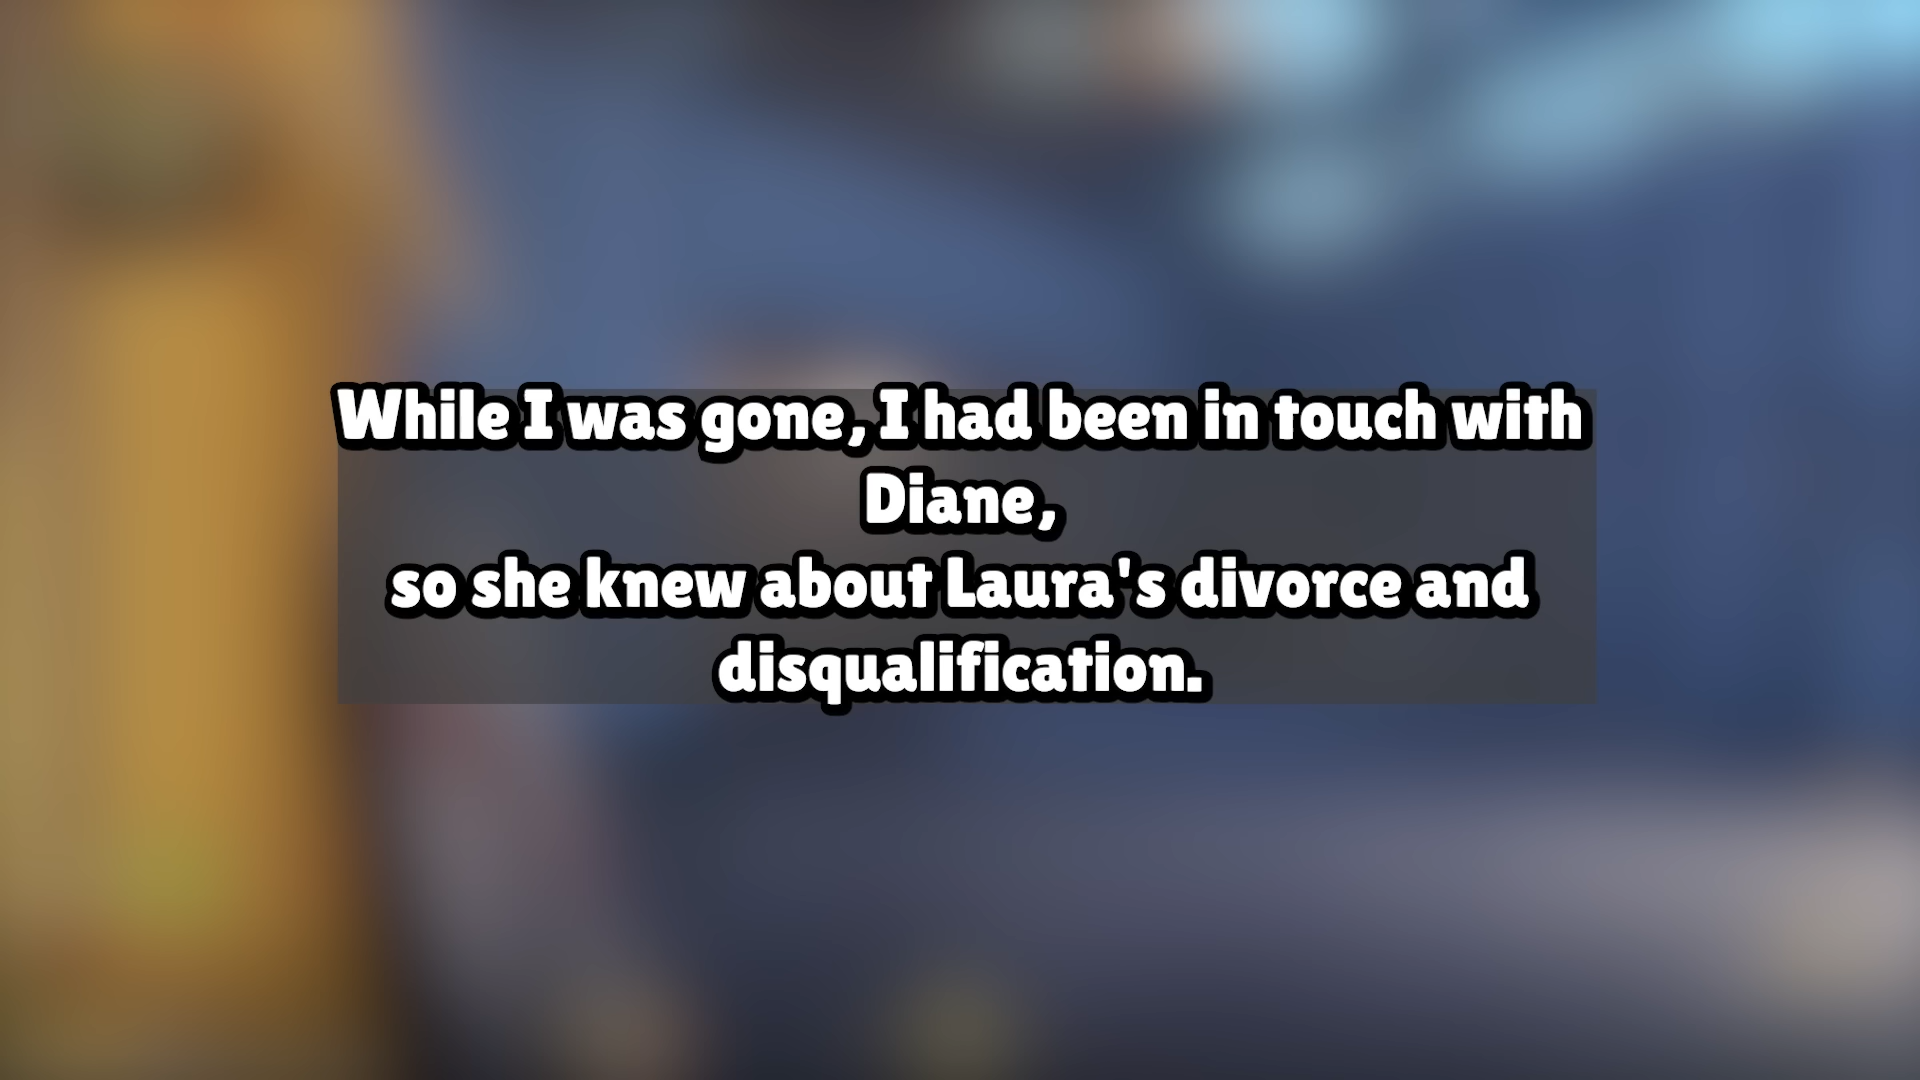 While I was gone, I had been in touch with
Diane,
so she knew about Laura's divorce and
disqualification.